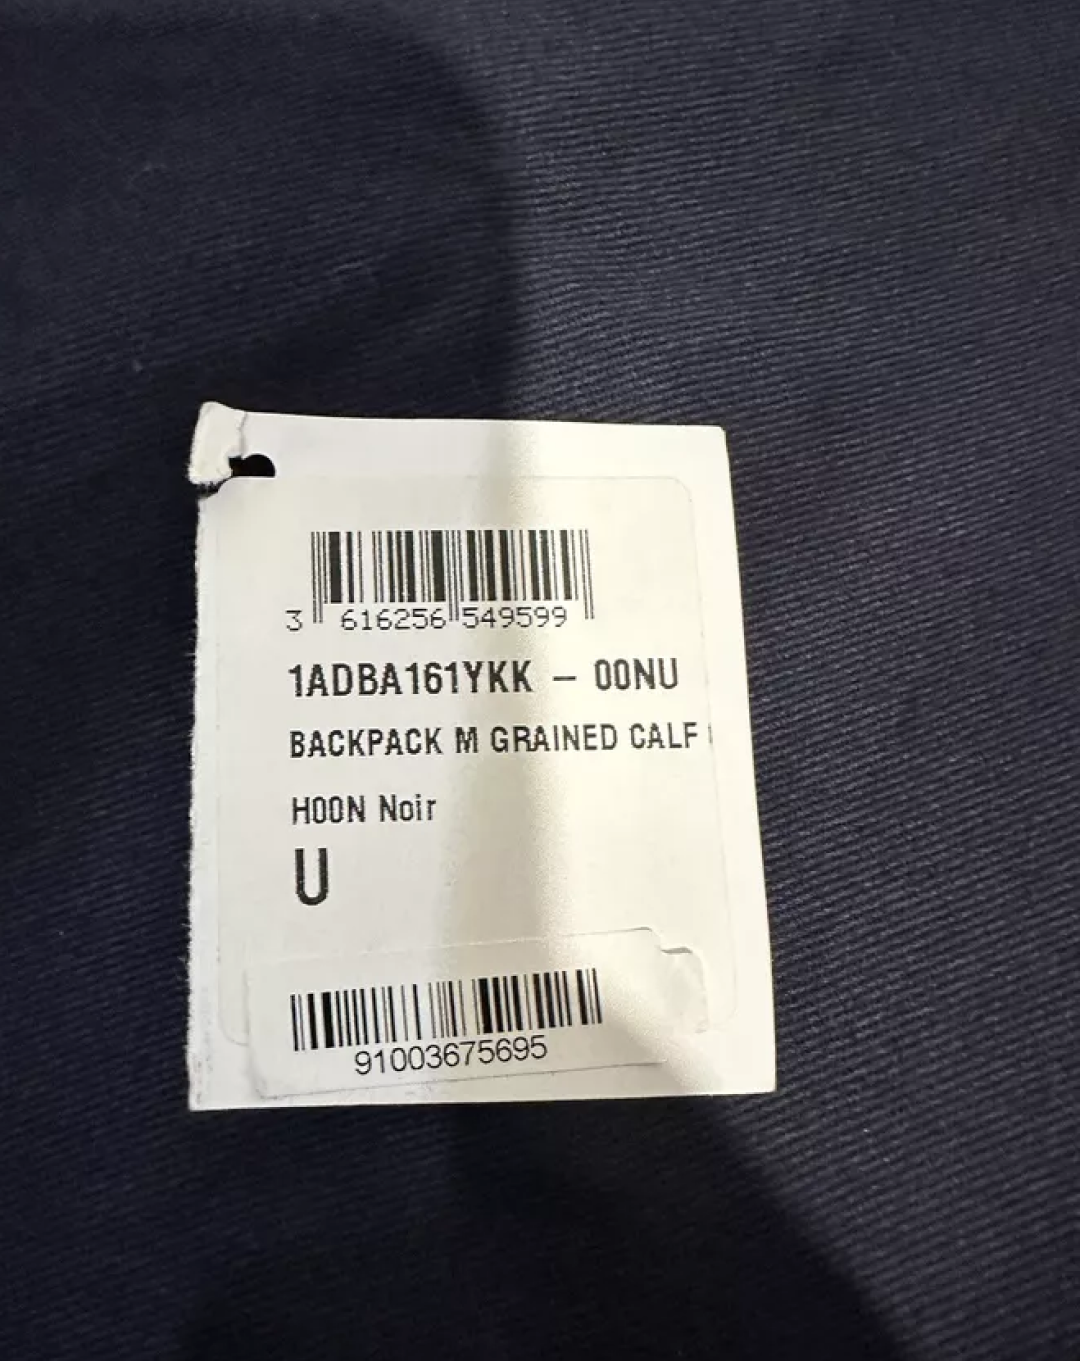 3 616256 549599
1ADBA161YKK – 00NU
BACKPACK M GRAINED CALF
H00N Noir
U
91003675695